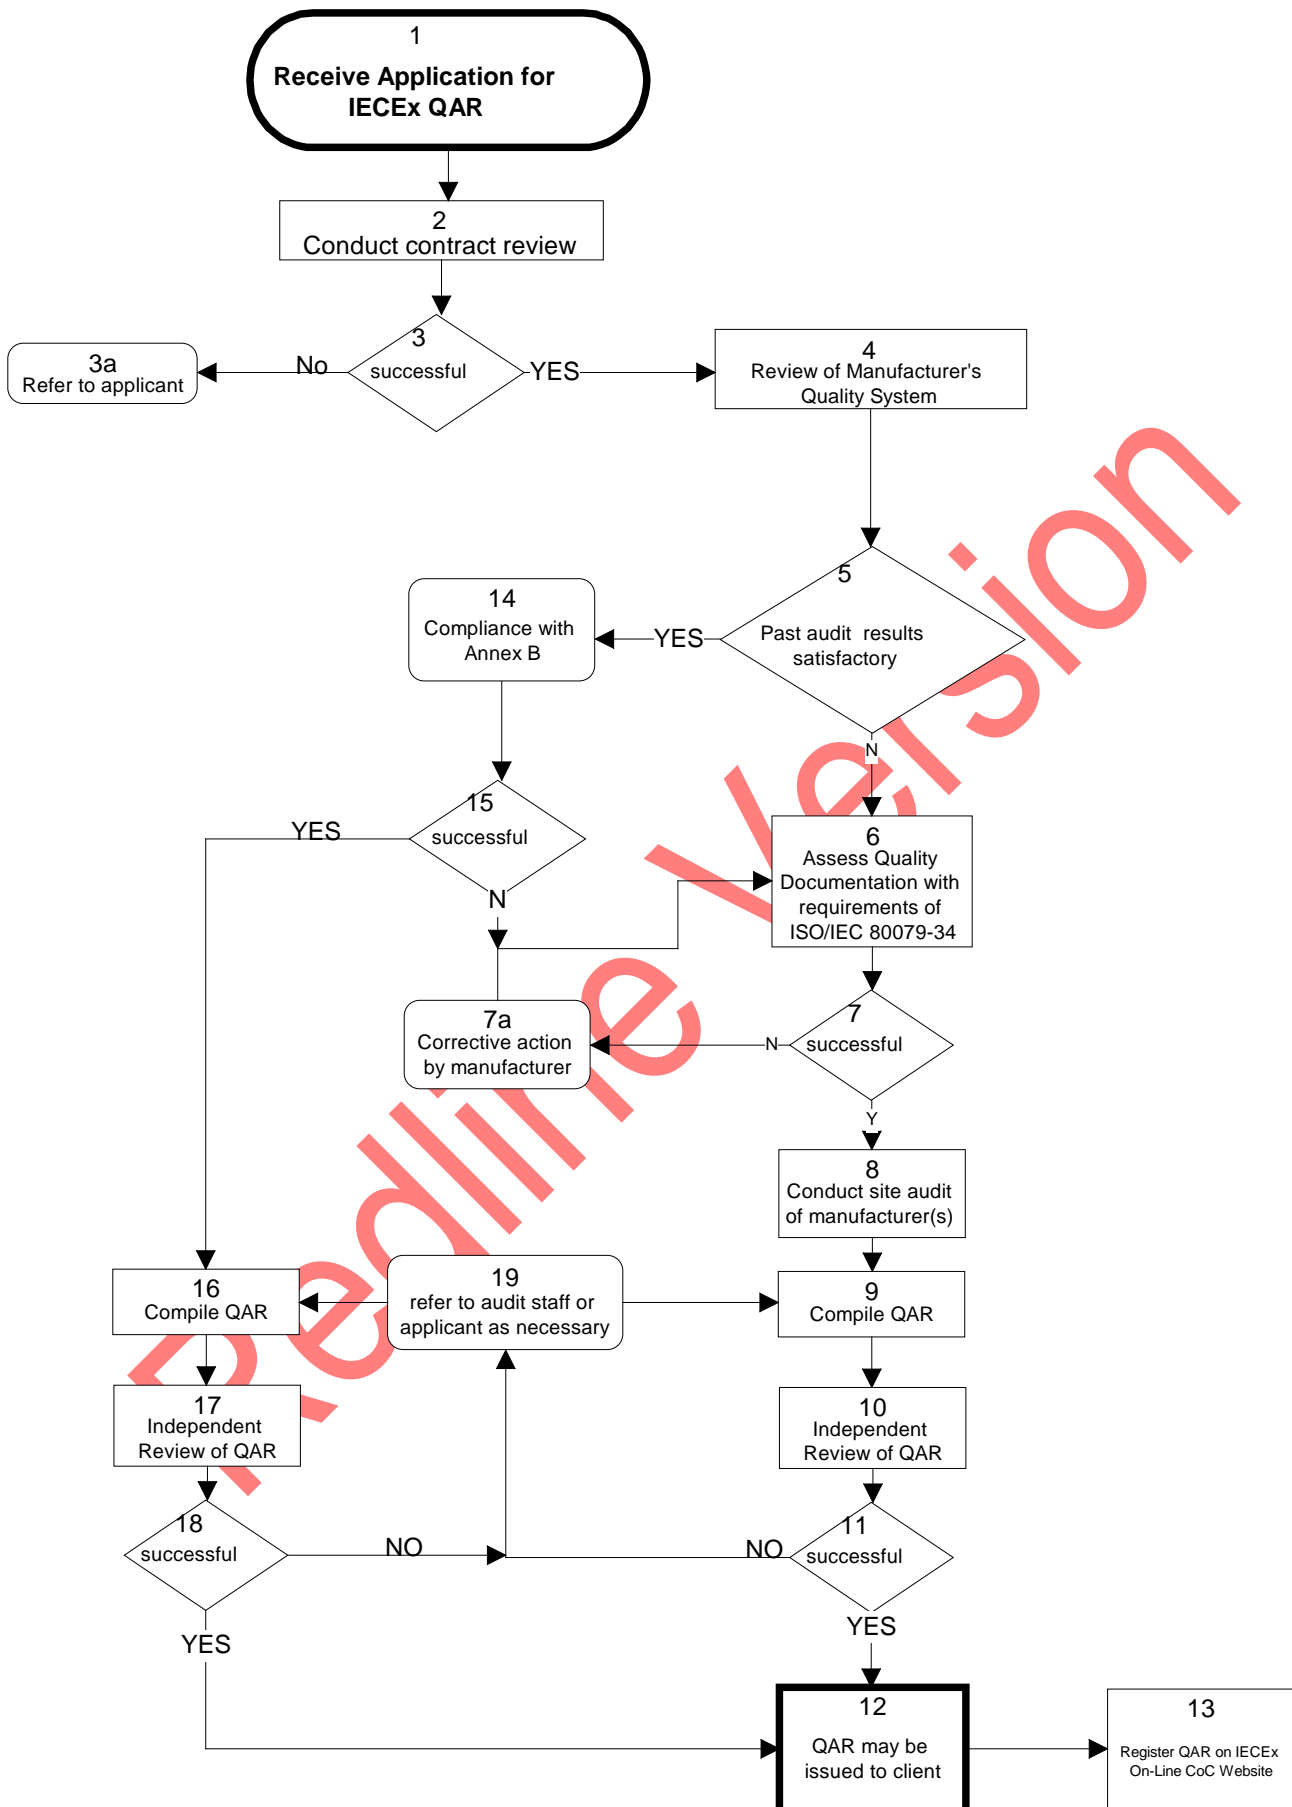 1
Receive Application for
IECEx QAR
2
Conduct contract review
3
successful
No
YES
3a
Refer to applicant
4
Review of Manufacturer's
Quality System
5
Past audit results
satisfactory
YES
N
14
Compliance with
Annex B
15
successful
YES
N
6
Assess Quality
Documentation with
requirements of
ISO/IEC 80079-34
7
successful
N
Y
7a
Corrective action
by manufacturer
8
Conduct site audit
of manufacturer(s)
16
Compile QAR
19
refer to audit staff or
applicant as necessary
9
Compile QAR
17
Independent
Review of QAR
10
Independent
Review of QAR
18
successful
NO
YES
11
successful
NO
YES
12
QAR may be
issued to client
13
Register QAR on IECEx
On-Line CoC Website
Redline Version